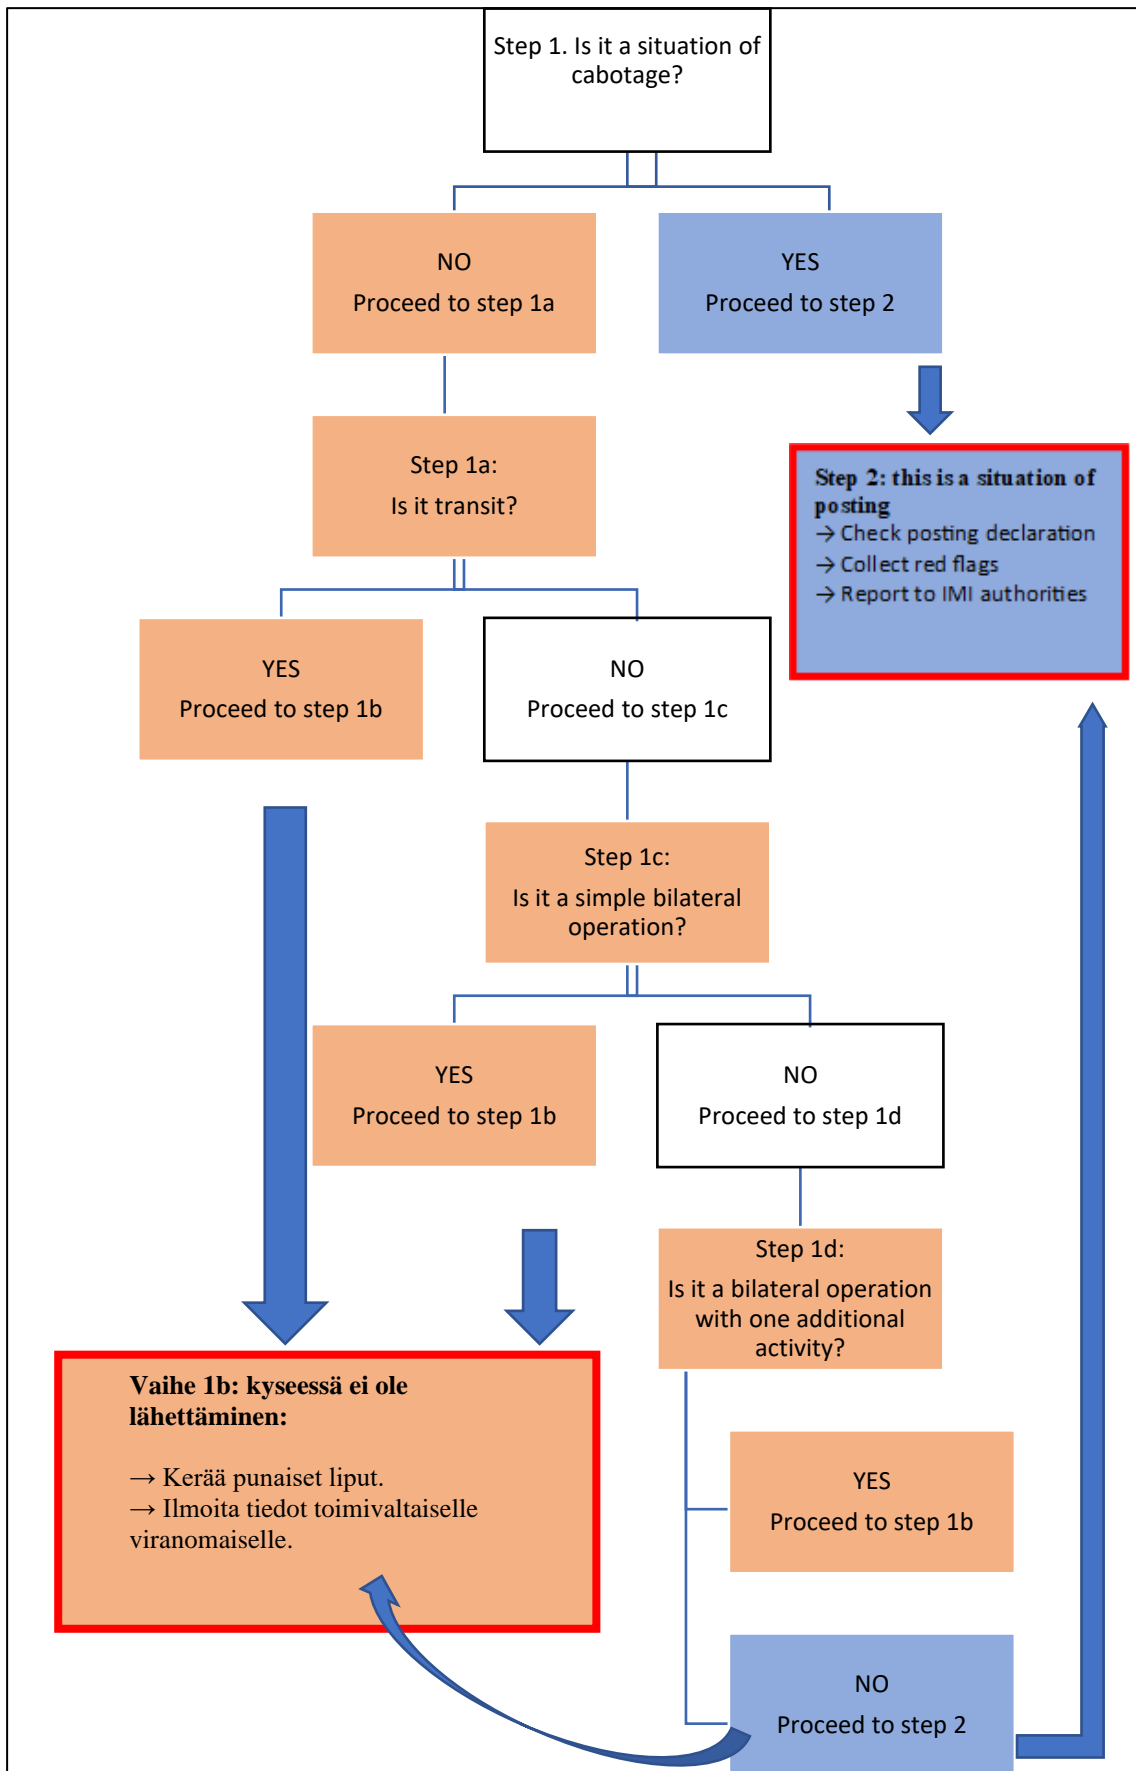 Step 1. Is it a situation of
cabotage?
NO
Proceed to step 1a
YES
Proceed to step 2
Step 1a:
Is it transit?
Step 2: this is a situation of
posting
→ Check posting declaration
→ Collect red flags
→ Report to IMI authorities
YES
Proceed to step 1b
NO
Proceed to step 1c
Step 1c:
Is it a simple bilateral
operation?
YES
Proceed to step 1b
NO
Proceed to step 1d
Step 1d:
Is it a bilateral operation
with one additional
activity?
Vaihe 1b: kyseessä ei ole
lähettäminen:
→ Kerää punaiset liput.
→ Ilmoita tiedot toimivaltaiselle
viranomaiselle.
YES
Proceed to step 1b
NO
Proceed to step 2